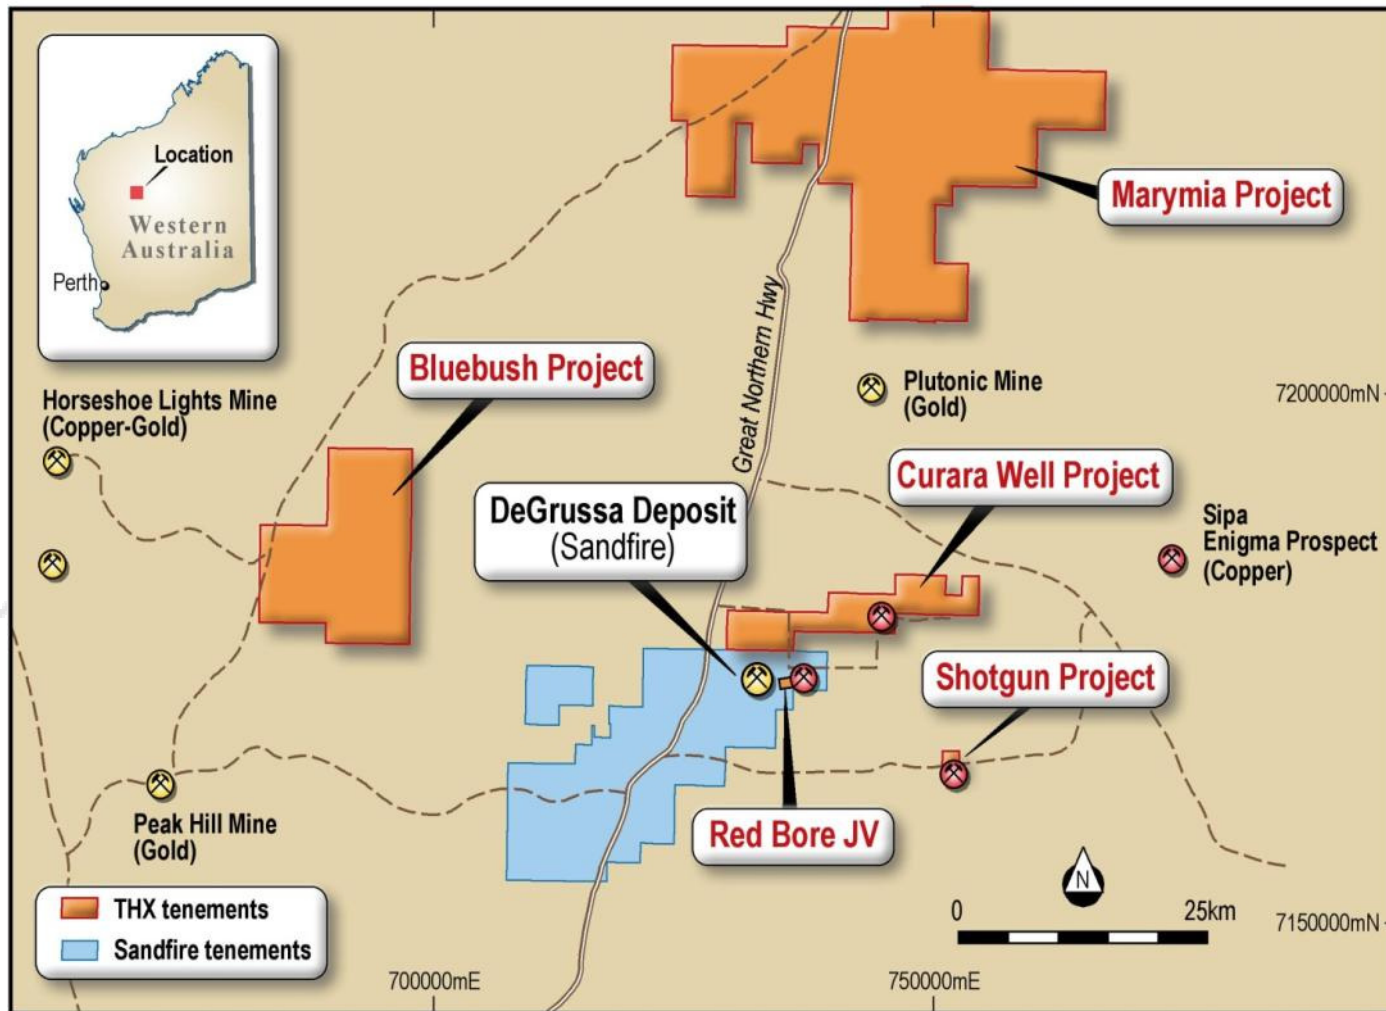 Location
Western
Australia
Perth
Marymia Project
Great Northern Hwy
Bluebush Project
Horseshoe Lights Mine
(Copper-Gold)
Plutonic Mine
(Gold)
7200000mN
Curara Well Project
DeGrussa Deposit
(Sandfire)
Sipa
Enigma Prospect
(Copper)
Shotgun Project
Peak Hill Mine
(Gold)
Red Bore JV
N
THX tenements
Sandfire tenements
0
25km
7150000mN
700000mE
750000mE